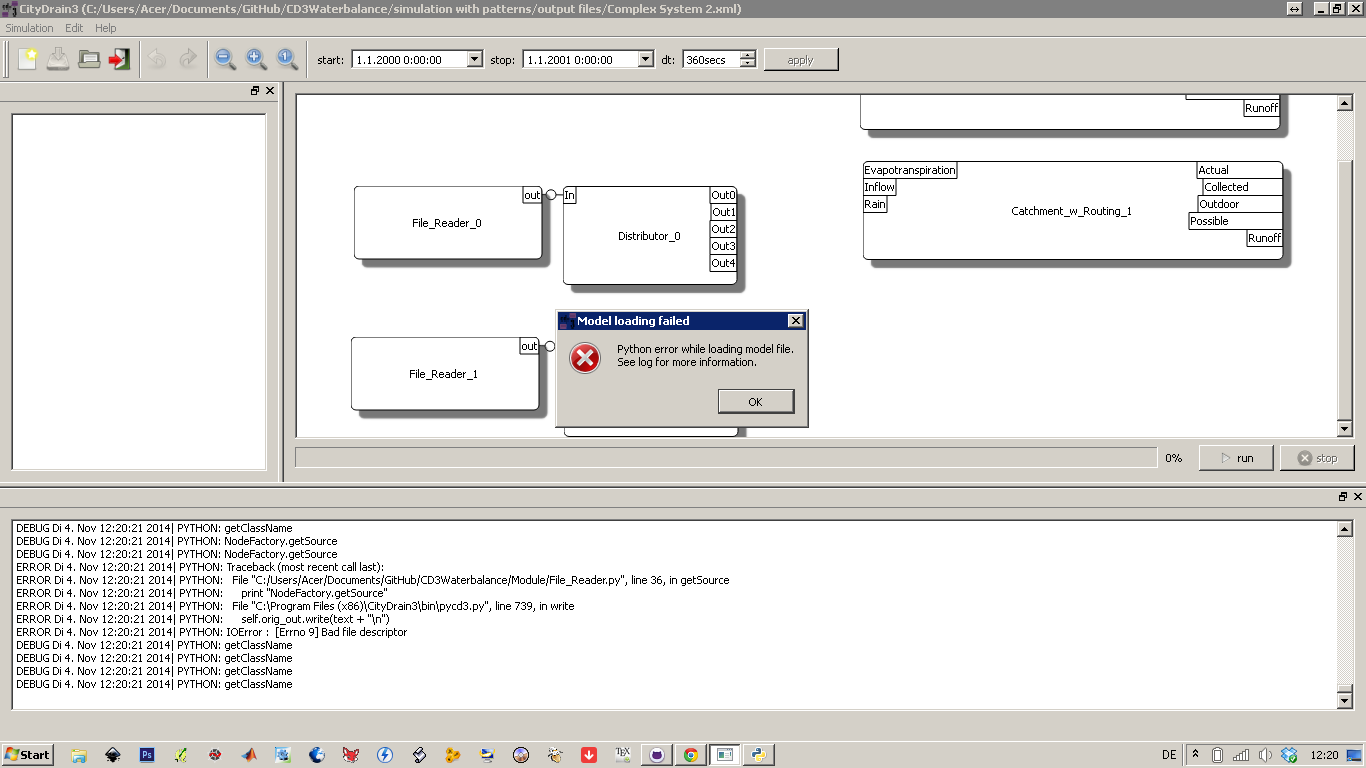 CityDrain3 (C:/Users/Acer/Documents/GitHub/CD3Waterbalance/simulation with patterns/output files/Complex System 2.xml)
Simulation Edit Help
start: 1.1.2000 0:00:00 stop: 1.1.2001 0:00:00 dt: 360secs apply
Runoff
Evapotranspiration
Inflow
Rain
Catchment_w_Routing_1
Actual
Collected
Outdoor
Possible
Runoff
File_Reader_0
out
In
Distributor_0
Out0
Out1
Out2
Out3
Out4
File_Reader_1
out
Model loading failed
Python error while loading model file.
See log for more information.
OK
0% run stop
DEBUG Di 4. Nov 12:20:21 2014| PYTHON: getClassName
DEBUG Di 4. Nov 12:20:21 2014| PYTHON: NodeFactory.getSource
DEBUG Di 4. Nov 12:20:21 2014| PYTHON: NodeFactory.getSource
ERROR Di 4. Nov 12:20:21 2014| PYTHON: Traceback (most recent call last):
ERROR Di 4. Nov 12:20:21 2014| PYTHON: File "C:/Users/Acer/Documents/GitHub/CD3Waterbalance/Module/File_Reader.py", line 36, in getSource
ERROR Di 4. Nov 12:20:21 2014| PYTHON: print "NodeFactory.getSource"
ERROR Di 4. Nov 12:20:21 2014| PYTHON: File "C:\Program Files (x86)\CityDrain3\bin\pycd3.py", line 739, in write
ERROR Di 4. Nov 12:20:21 2014| PYTHON: self.orig_out.write(text + "\n")
ERROR Di 4. Nov 12:20:21 2014| PYTHON: IOError : [Errno 9] Bad file descriptor
DEBUG Di 4. Nov 12:20:21 2014| PYTHON: getClassName
DEBUG Di 4. Nov 12:20:21 2014| PYTHON: getClassName
DEBUG Di 4. Nov 12:20:21 2014| PYTHON: getClassName
DEBUG Di 4. Nov 12:20:21 2014| PYTHON: getClassName
Start Ps TEX DE 12:20